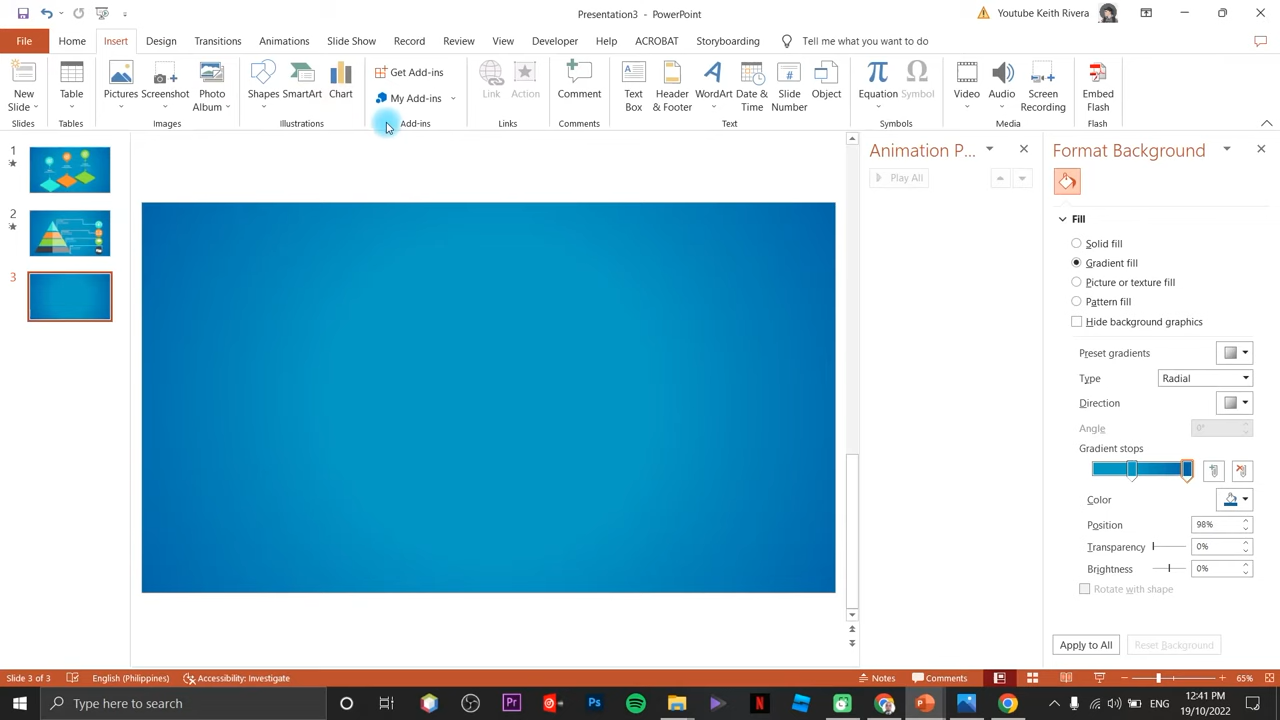 Presentation3 - PowerPoint
Youtube Keith Rivera
File Home Insert Design Transitions Animations Slide Show Record Review View Developer Help ACROBAT Storyboarding Tell me what you want to do
New Slide
Table
Pictures
Screenshot
Photo Album
Shapes
SmartArt
Chart
Get Add-ins
My Add-ins
Link
Action
Comment
Text Box
Header & Footer
WordArt
Date & Time
Slide Number
Object
Equation
Symbol
Video
Audio
Screen Recording
Embed Flash
Slides Tables Images Illustrations Add-ins Links Comments Text Symbols Media Flash
1
2
3
Animation P...
Play All
Format Background
Fill
Solid fill
Gradient fill
Picture or texture fill
Pattern fill
Hide background graphics
Preset gradients
Type Radial
Direction
Angle 0°
Gradient stops
Color
Position 98%
Transparency 0%
Brightness 0%
Rotate with shape
Apply to All Reset Background
Slide 3 of 3 English (Philippines) Accessibility: Investigate Notes Comments 65%
Type here to search
ENG
12:41 PM
19/10/2022